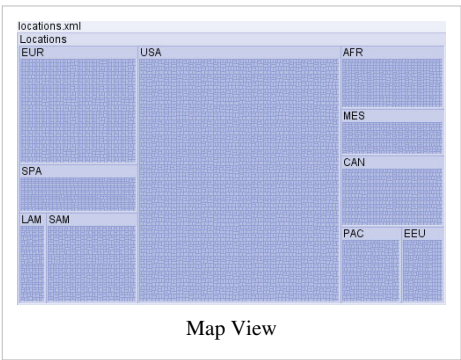 locations.xml
Locations
EUR
USA
AFR
MES
SPA
CAN
LAM
SAM
PAC
EEU
Map View